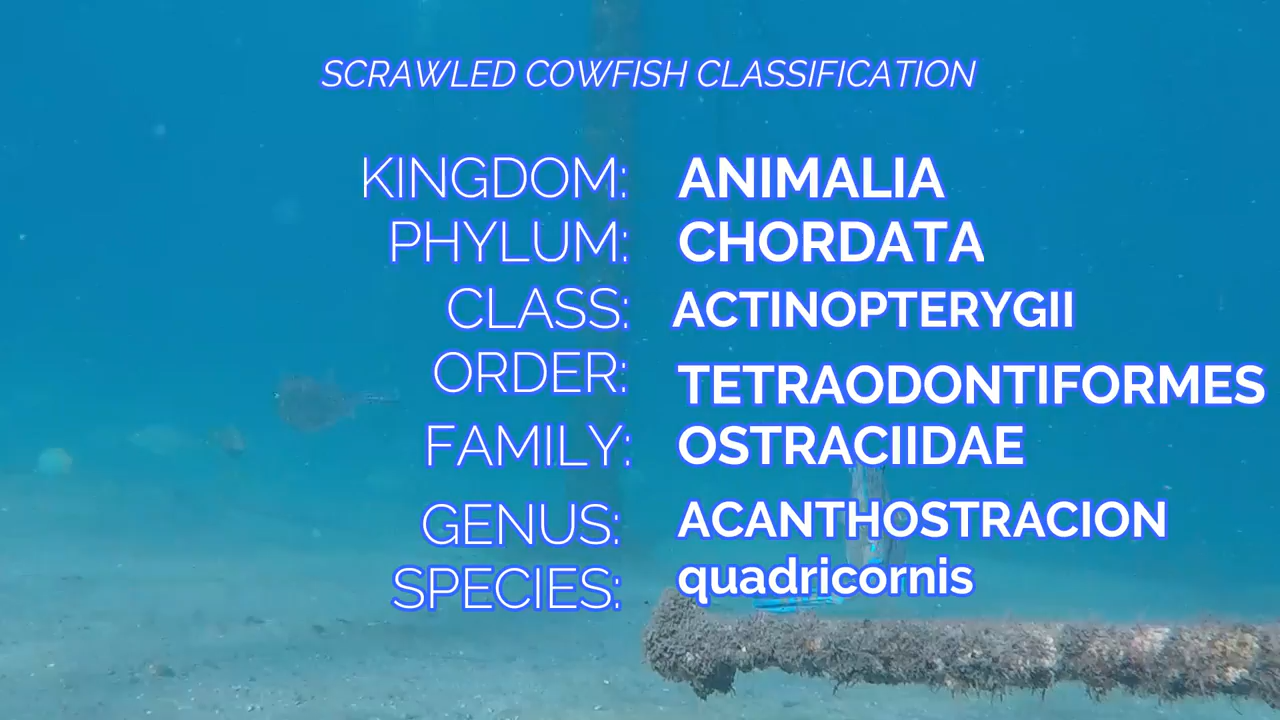 SCRAWLED COWFISH CLASSIFICATION
KINGDOM: ANIMALIA
PHYLUM: CHORDATA
CLASS: ACTINOPTERYGII
ORDER: TETRAODONTIFORMES
FAMILY: OSTRACIIDAE
GENUS: ACANTHOSTRACION
SPECIES: quadricornis